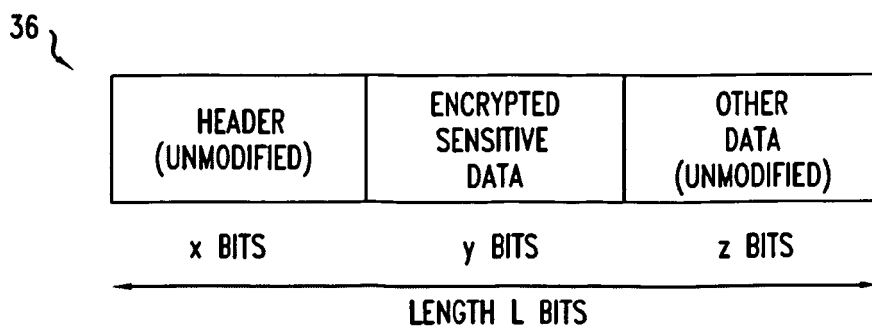 36
HEADER
(UNMODIFIED)
ENCRYPTED
SENSITIVE
DATA
OTHER
DATA
(UNMODIFIED)
x BITS
y BITS
z BITS
LENGTH L BITS